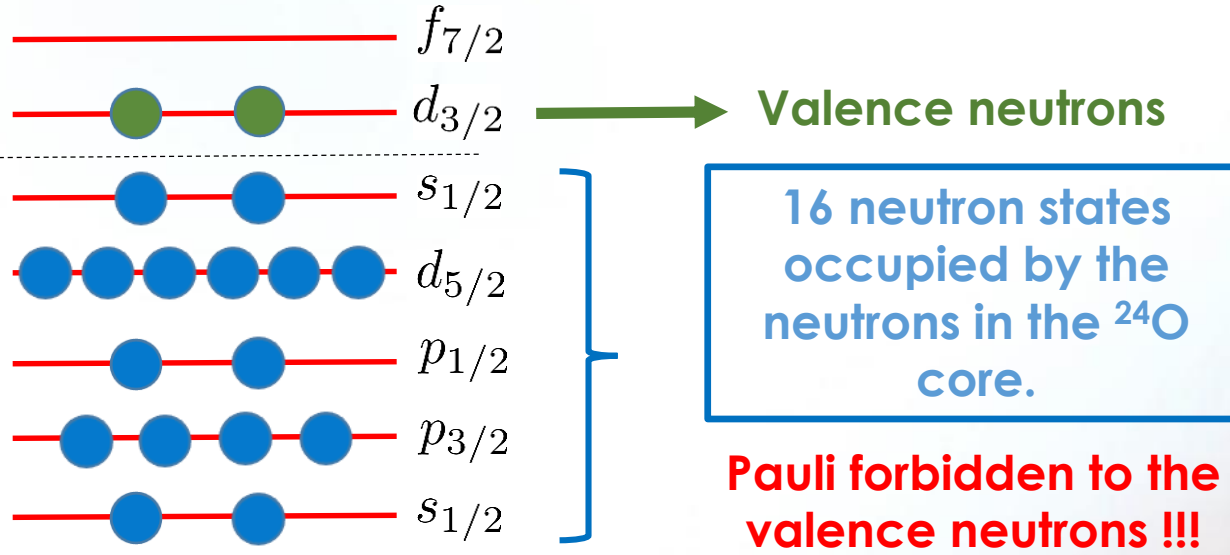 f7/2
d3/2
Valence neutrons
s1/2
d5/2
p1/2
p3/2
s1/2
16 neutron states
occupied by the
neutrons in the ²⁴O
core.
Pauli forbidden to the
valence neutrons !!!